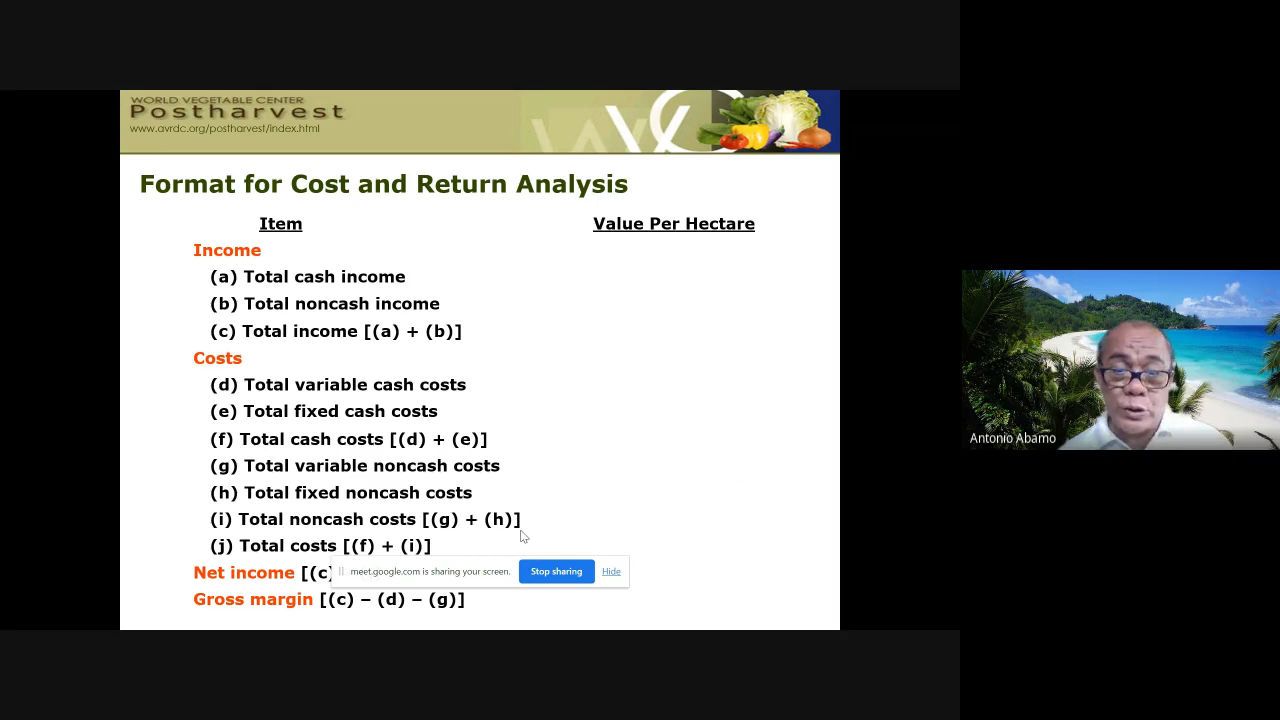 WORLD VEGETABLE CENTER
Postharvest
www.avrdc.org/postharvest/index.html
Format for Cost and Return Analysis
Item Value Per Hectare
Income
(a) Total cash income
(b) Total noncash income
(c) Total income [(a) + (b)]
Costs
(d) Total variable cash costs
(e) Total fixed cash costs
(f) Total cash costs [(d) + (e)]
(g) Total variable noncash costs
(h) Total fixed noncash costs
(i) Total noncash costs [(g) + (h)]
(j) Total costs [(f) + (i)]
Net income [(c)
meet.google.com is sharing your screen. Stop sharing Hide
Gross margin [(c) – (d) – (g)]
Antonio Abamo